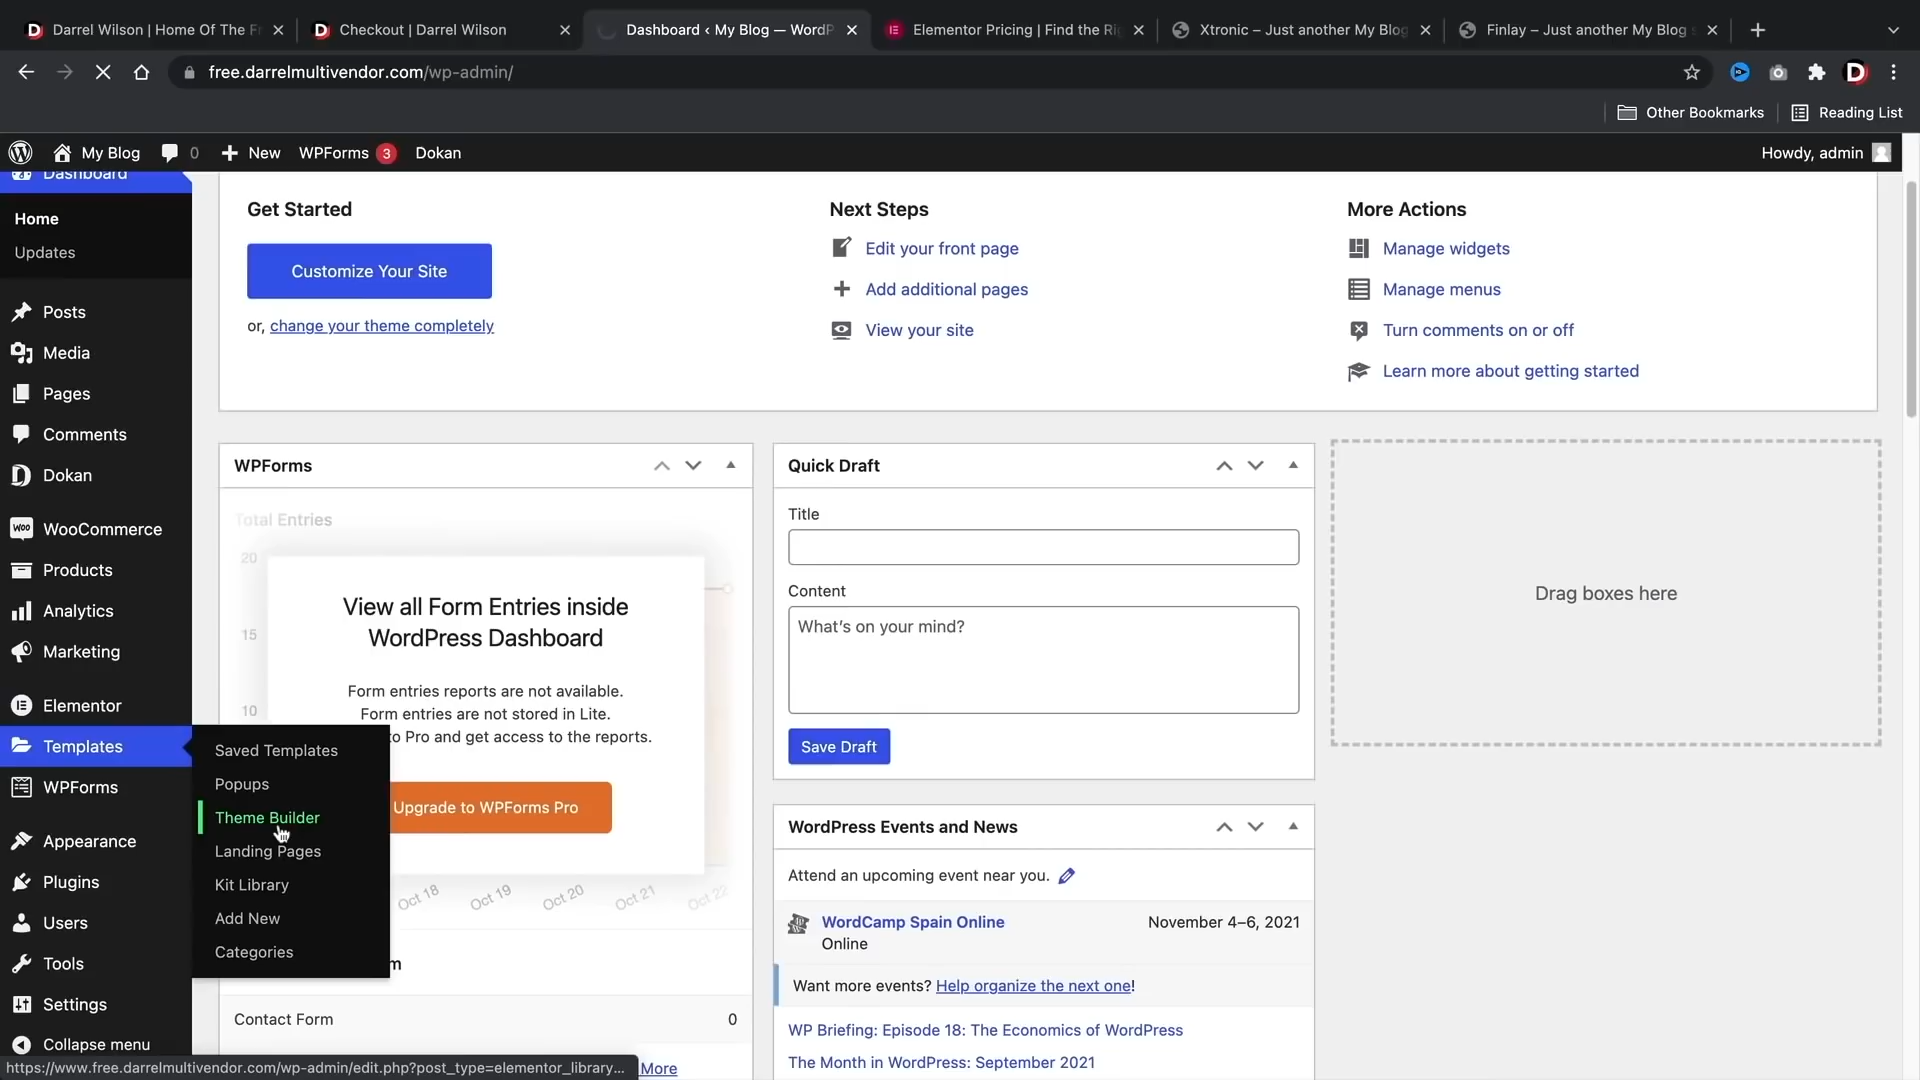 Darrel Wilson | Home Of The Fr
Checkout | Darrel Wilson
Dashboard ‹ My Blog — WordP
Elementor Pricing | Find the Rig
Xtronic – Just another My Blog
Finlay – Just another My Blog s
free.darrelmultivendor.com/wp-admin/
Other Bookmarks
Reading List
My Blog
0
New
WPForms 3
Dokan
Howdy, admin
Dashboard
Home
Updates
Posts
Media
Pages
Comments
Dokan
WooCommerce
Products
Analytics
Marketing
Elementor
Templates
WPForms
Appearance
Plugins
Users
Tools
Settings
Collapse menu
Saved Templates
Popups
Theme Builder
Landing Pages
Kit Library
Add New
Categories
Get Started
Customize Your Site
or, change your theme completely
Next Steps
Edit your front page
Add additional pages
View your site
More Actions
Manage widgets
Manage menus
Turn comments on or off
Learn more about getting started
WPForms
Total Entries
20
15
10
View all Form Entries inside
WordPress Dashboard
Form entries reports are not available.
Form entries are not stored in Lite.
to Pro and get access to the reports.
Upgrade to WPForms Pro
Oct 18
Oct 19
Oct 20
Oct 21
Oct 22
m
Contact Form
0
More
Quick Draft
Title
Content
What's on your mind?
Save Draft
WordPress Events and News
Attend an upcoming event near you.
WordCamp Spain Online
November 4–6, 2021
Online
Want more events? Help organize the next one!
WP Briefing: Episode 18: The Economics of WordPress
The Month in WordPress: September 2021
Drag boxes here
https://www.free.darrelmultivendor.com/wp-admin/edit.php?post_type=elementor_library...